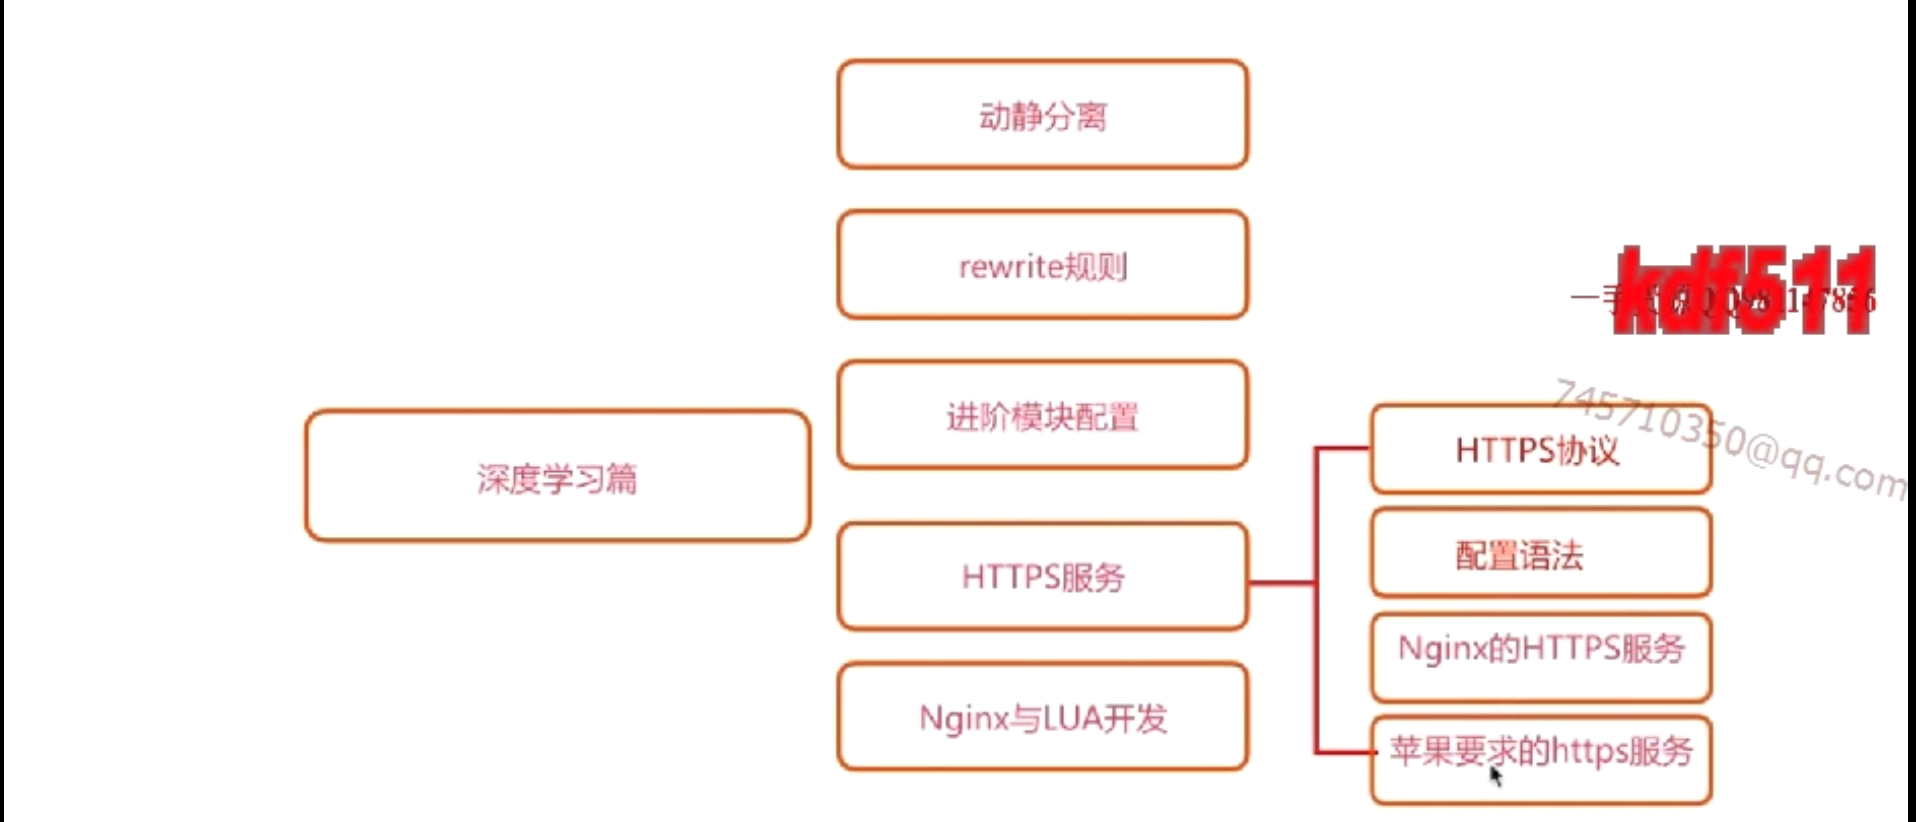 动静分离
rewrite规则
kdf511
进阶模块配置
745710350@qq.com
HTTPS协议
深度学习篇
配置语法
HTTPS服务
Nginx的HTTPS服务
Nginx与LUA开发
苹果要求的https服务